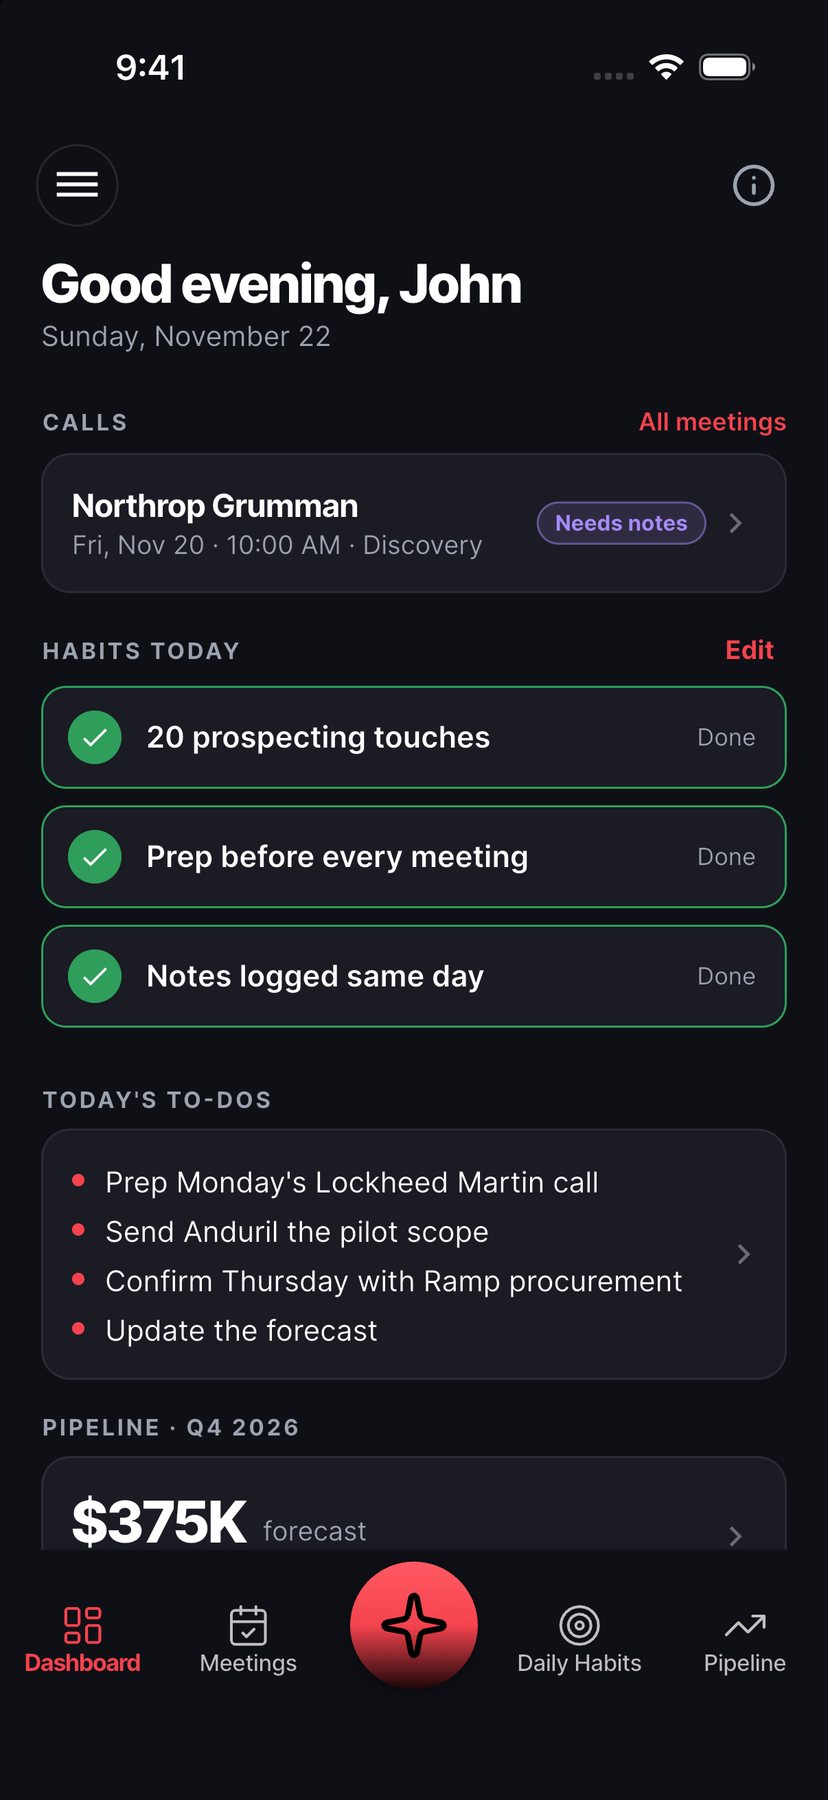 9:41
Good evening, John
Sunday, November 22
CALLS
All meetings
Northrop Grumman
Fri, Nov 20 · 10:00 AM · Discovery
Needs notes
HABITS TODAY
Edit
20 prospecting touches
Done
Prep before every meeting
Done
Notes logged same day
Done
TODAY'S TO-DOS
Prep Monday's Lockheed Martin call
Send Anduril the pilot scope
Confirm Thursday with Ramp procurement
Update the forecast
PIPELINE · Q4 2026
$375K forecast
Dashboard
Meetings
Daily Habits
Pipeline